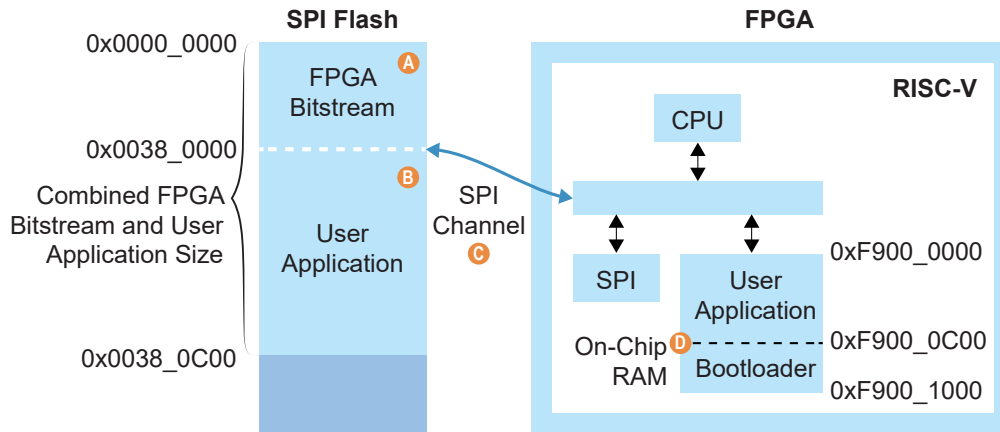 SPI Flash
FPGA
0x0000_0000
A
FPGA
Bitstream
0x0038_0000
B
Combined FPGA
Bitstream and User
Application Size
User
Application
0x0038_0C00
SPI
Channel
C
RISC-V
CPU
SPI
User
Application
0xF900_0000
On-Chip
RAM
D
0xF900_0C00
Bootloader
0xF900_1000